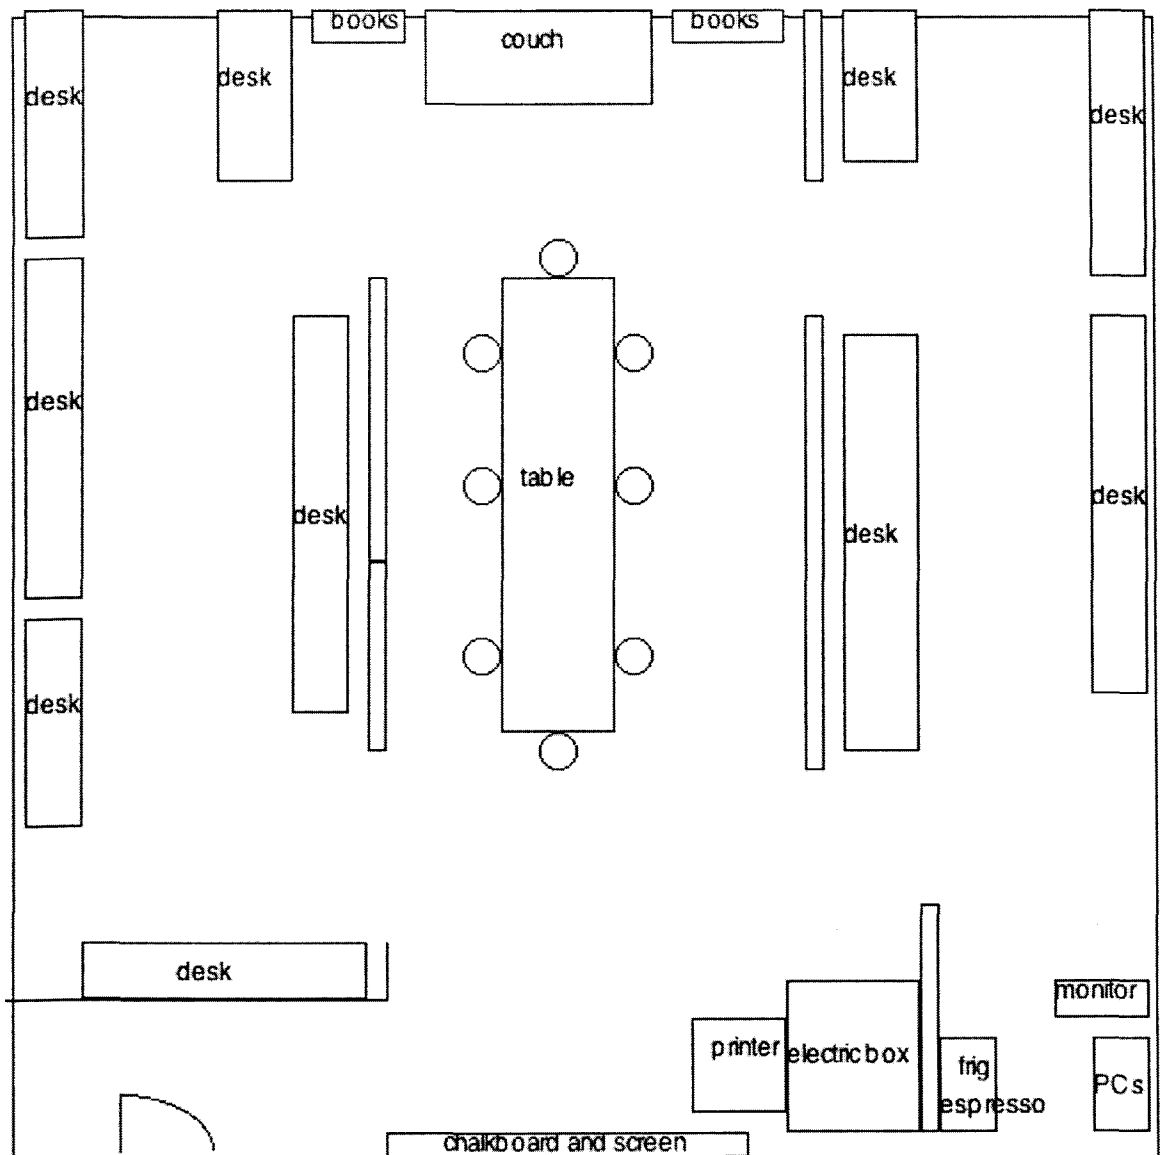 books
books
couch
desk
desk
desk
desk
desk
table
desk
desk
desk
desk
desk
monitor
printer
electric box
frig
espresso
PCs
chalkboard and screen